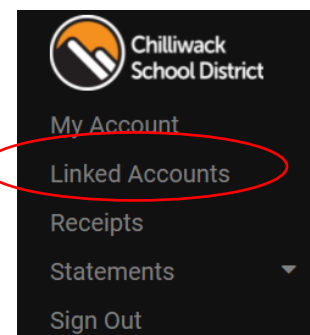 Chilliwack
School District
My Account
Linked Accounts
Receipts
Statements
Sign Out